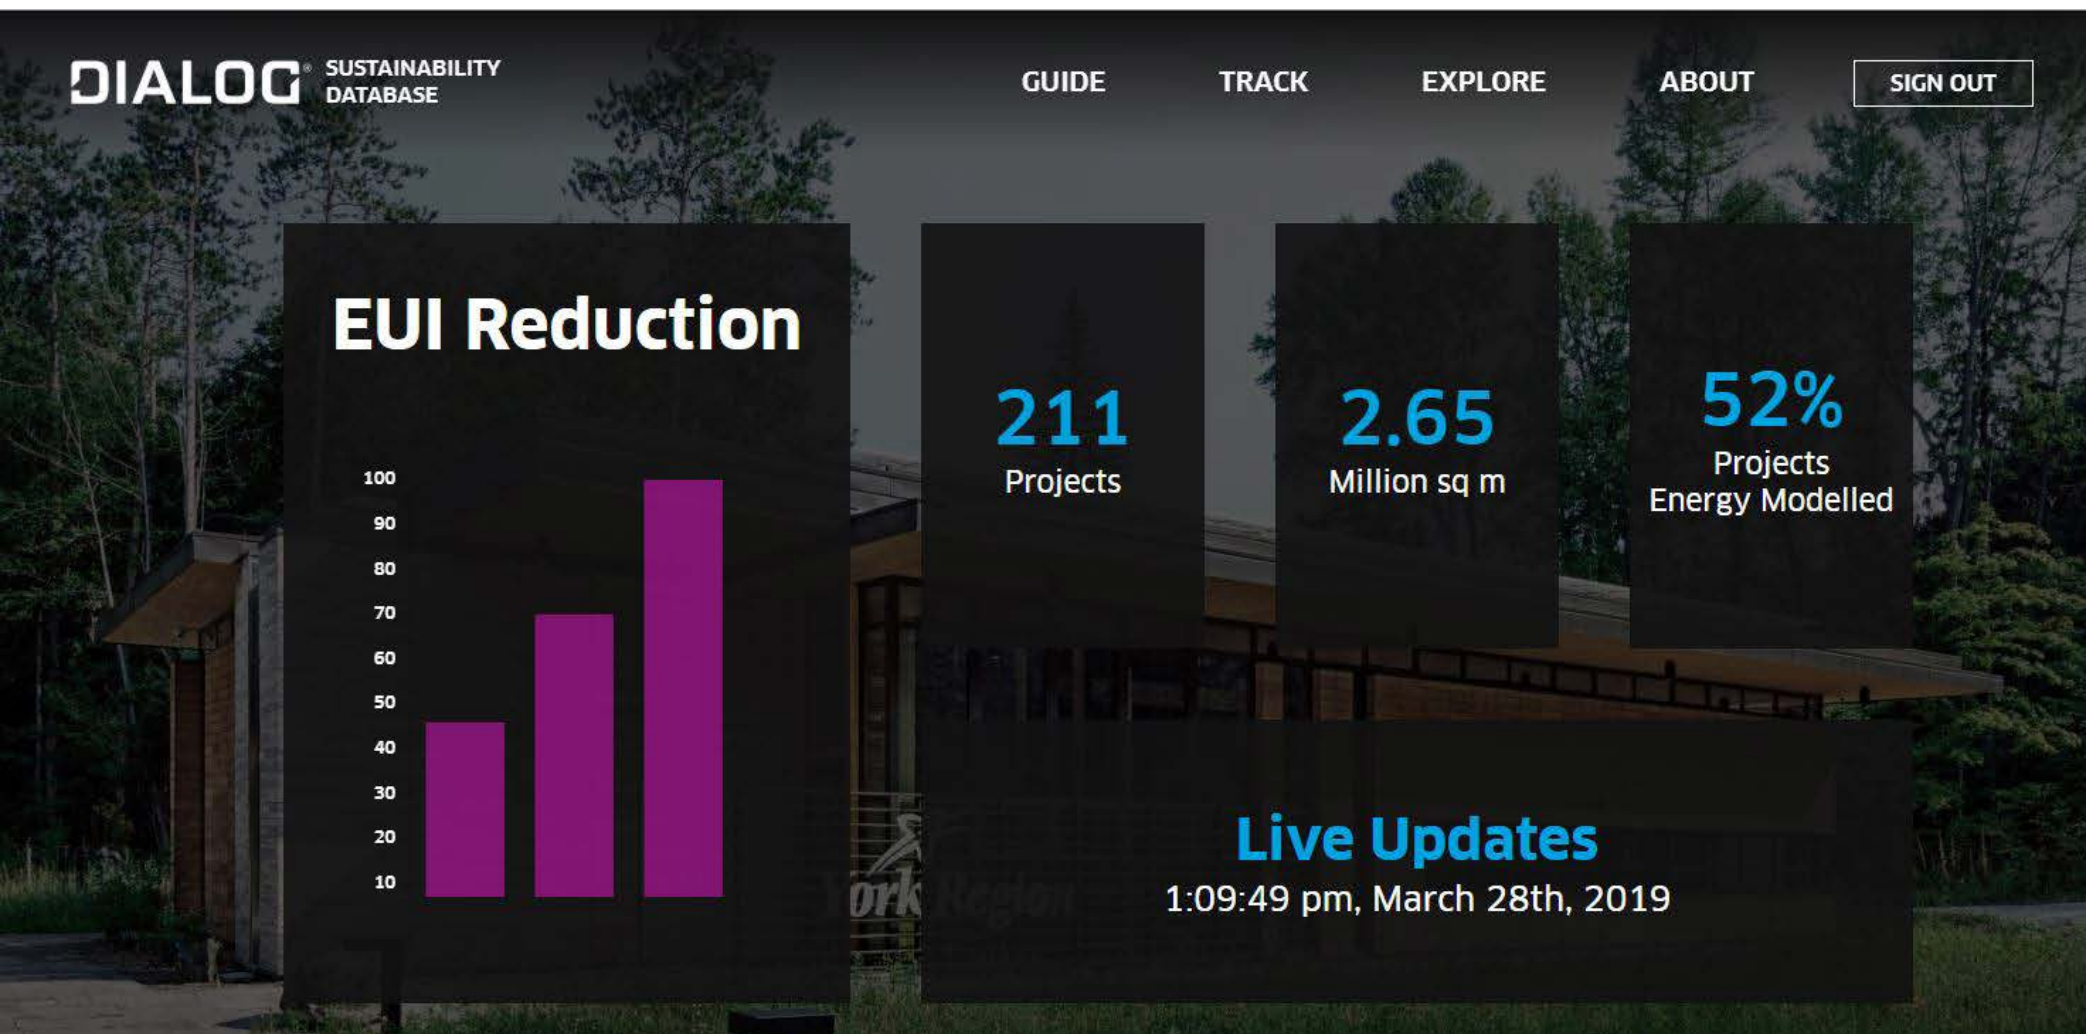 DIALOG®
SUSTAINABILITY
DATABASE
GUIDE
TRACK
EXPLORE
ABOUT
SIGN OUT
EUI Reduction
100
90
80
70
60
50
40
30
20
10
211
Projects
2.65
Million sq m
52%
Projects
Energy Modelled
Live Updates
1:09:49 pm, March 28th, 2019
York Region